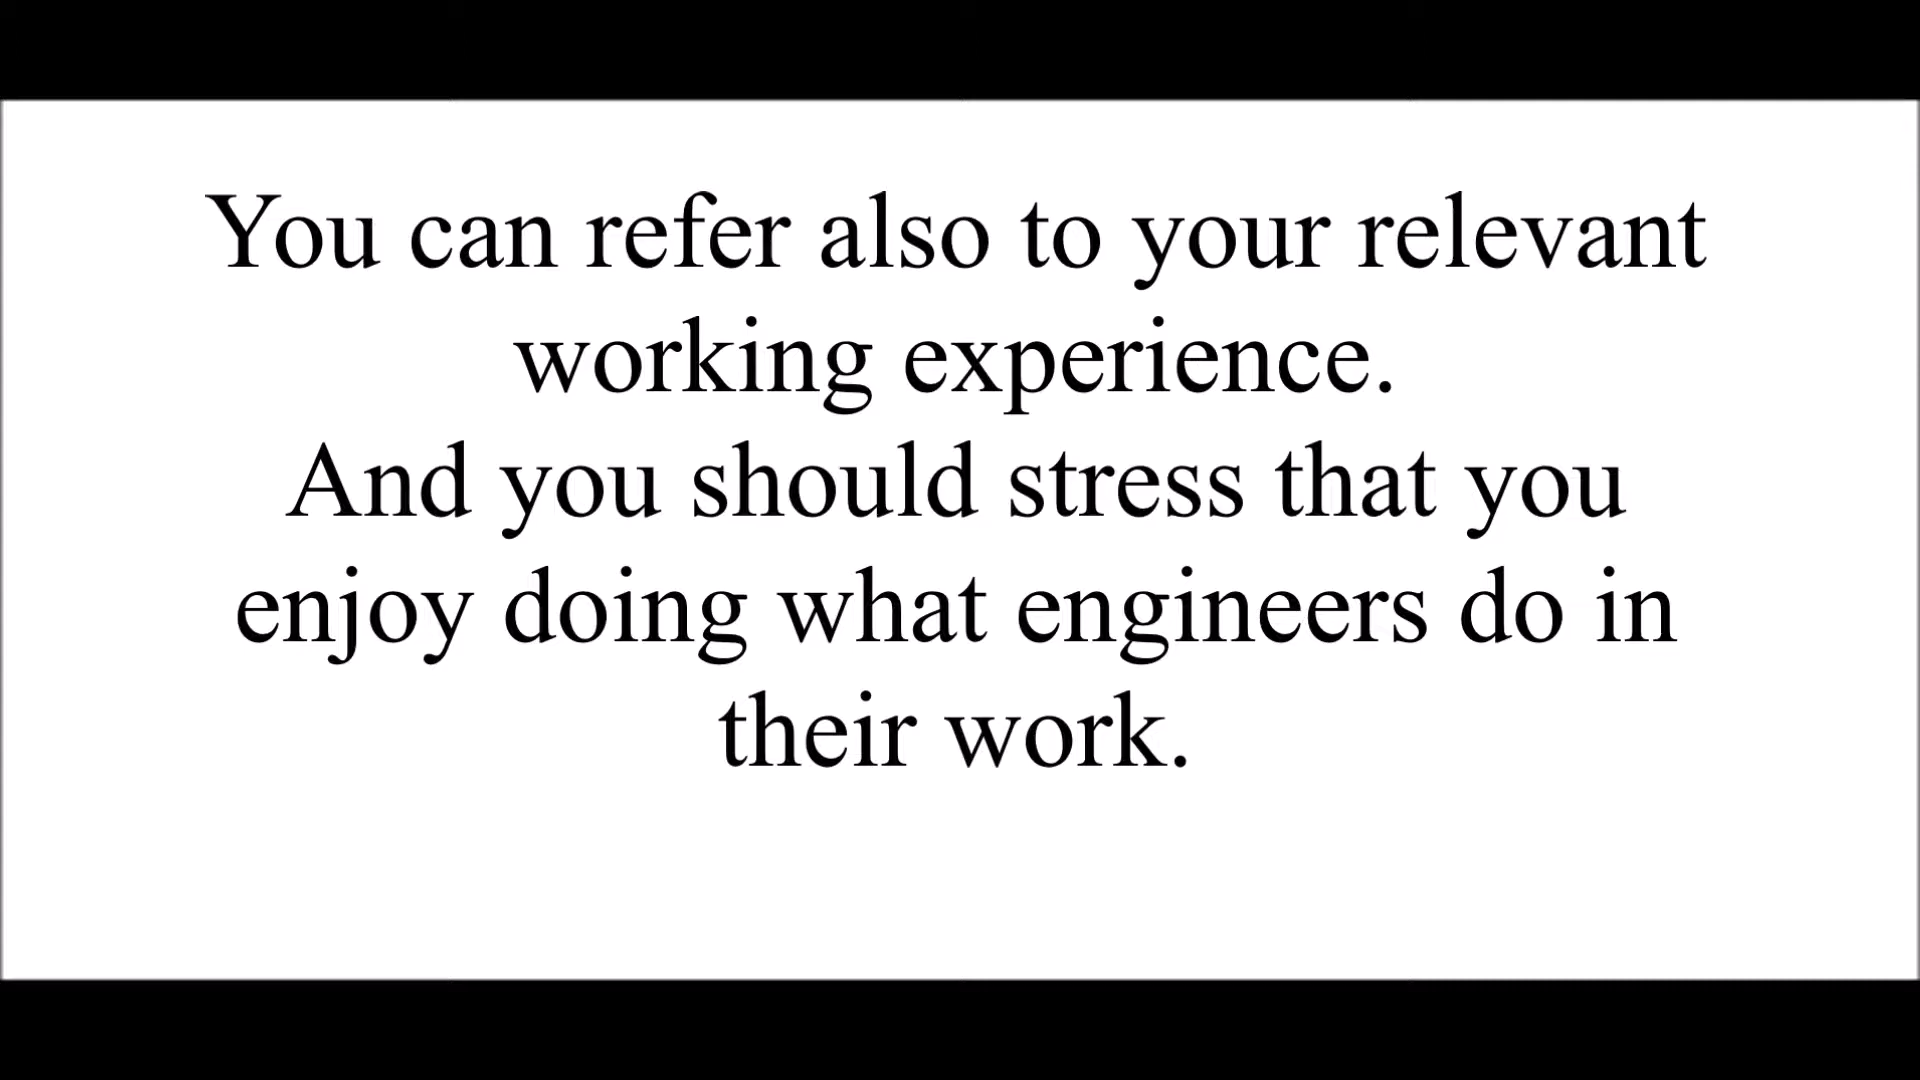 You can refer also to your relevant
working experience.
And you should stress that you
enjoy doing what engineers do in
their work.